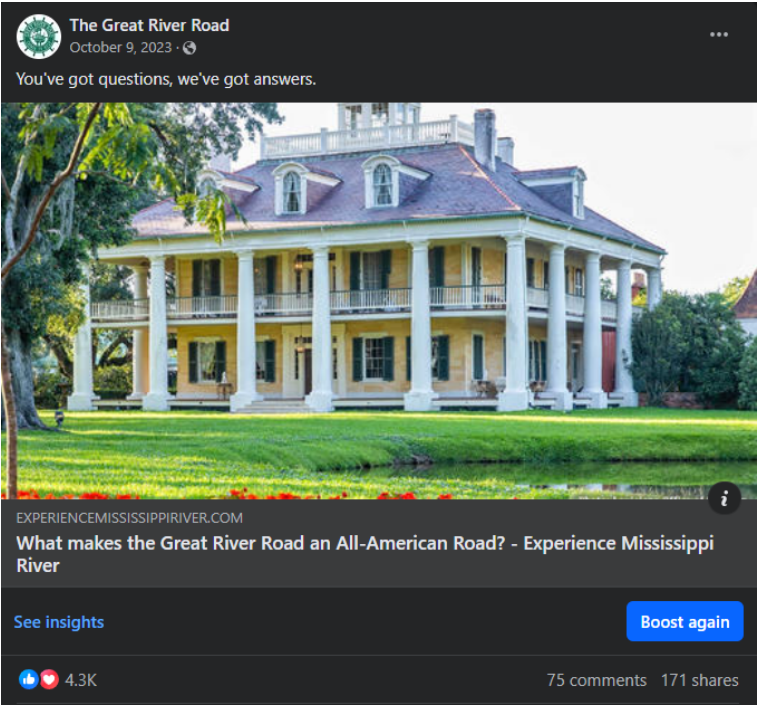 The Great River Road
October 9, 2023 ·
You've got questions, we've got answers.
EXPERIENCEMISSISSIPPIRIVER.COM
What makes the Great River Road an All-American Road? - Experience Mississippi
River
See insights
Boost again
4.3K
75 comments 171 shares